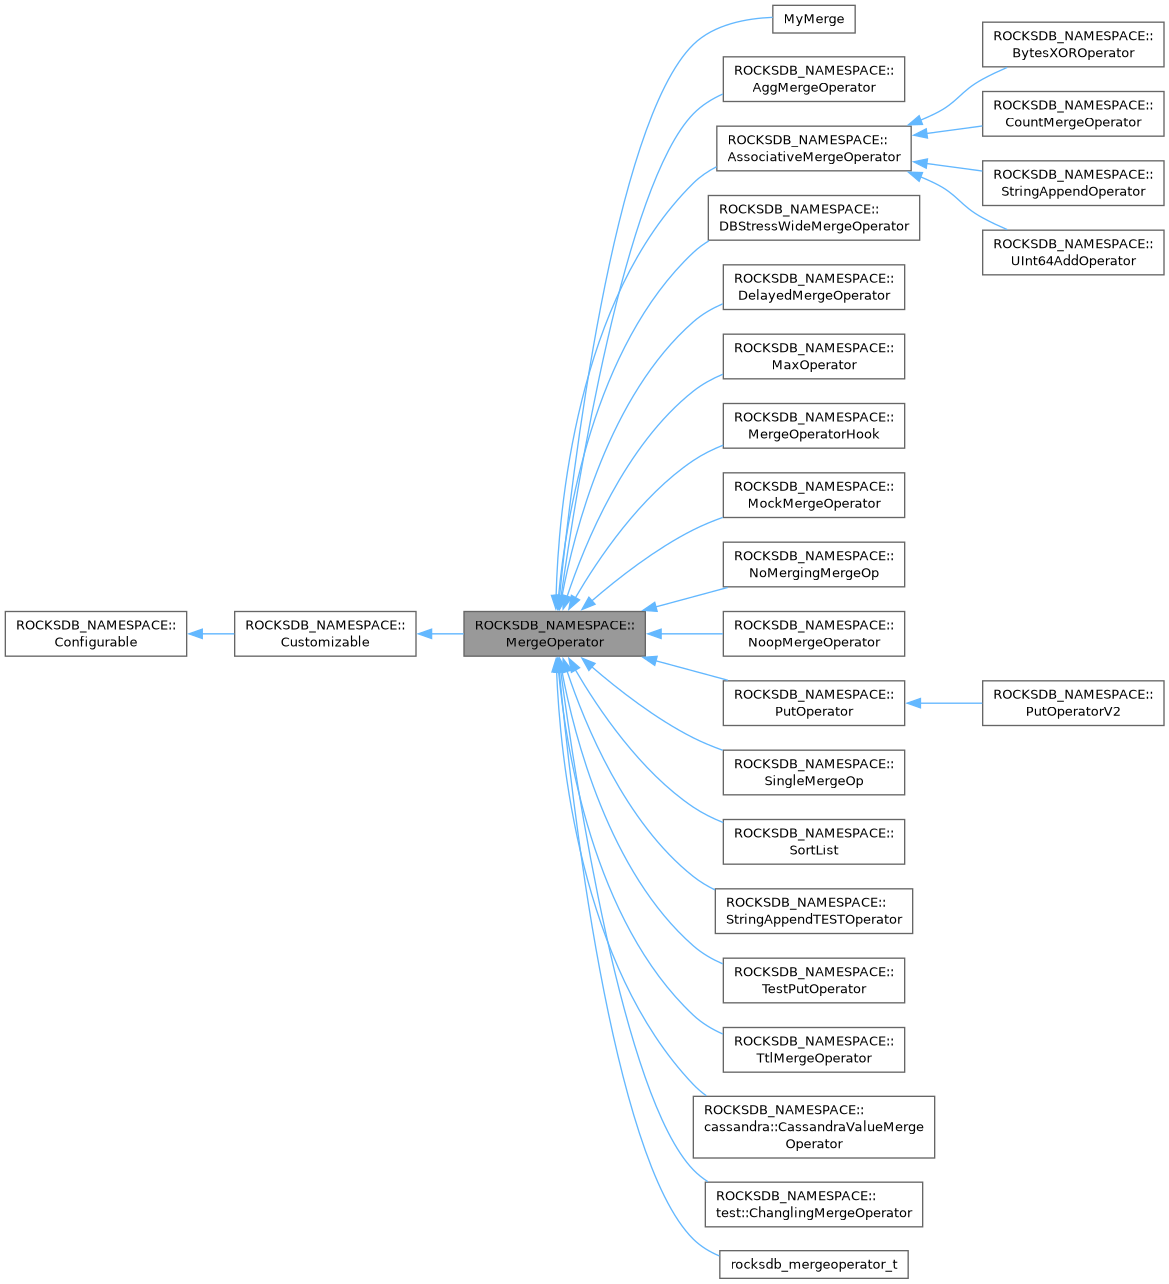 MyMerge
ROCKSDB_NAMESPACE::
AggMergeOperator
ROCKSDB_NAMESPACE::
AssociativeMergeOperator
ROCKSDB_NAMESPACE::
BytesXOROperator
ROCKSDB_NAMESPACE::
CountMergeOperator
ROCKSDB_NAMESPACE::
StringAppendOperator
ROCKSDB_NAMESPACE::
UInt64AddOperator
ROCKSDB_NAMESPACE::
DBStressWideMergeOperator
ROCKSDB_NAMESPACE::
DelayedMergeOperator
ROCKSDB_NAMESPACE::
MaxOperator
ROCKSDB_NAMESPACE::
MergeOperatorHook
ROCKSDB_NAMESPACE::
MockMergeOperator
ROCKSDB_NAMESPACE::
NoMergingMergeOp
ROCKSDB_NAMESPACE::
Configurable
ROCKSDB_NAMESPACE::
Customizable
ROCKSDB_NAMESPACE::
MergeOperator
ROCKSDB_NAMESPACE::
NoopMergeOperator
ROCKSDB_NAMESPACE::
PutOperator
ROCKSDB_NAMESPACE::
PutOperatorV2
ROCKSDB_NAMESPACE::
SingleMergeOp
ROCKSDB_NAMESPACE::
SortList
ROCKSDB_NAMESPACE::
StringAppendTESTOperator
ROCKSDB_NAMESPACE::
TestPutOperator
ROCKSDB_NAMESPACE::
TtlMergeOperator
ROCKSDB_NAMESPACE::
cassandra::CassandraValueMerge
Operator
ROCKSDB_NAMESPACE::
test::ChanglingMergeOperator
rocksdb_mergeoperator_t